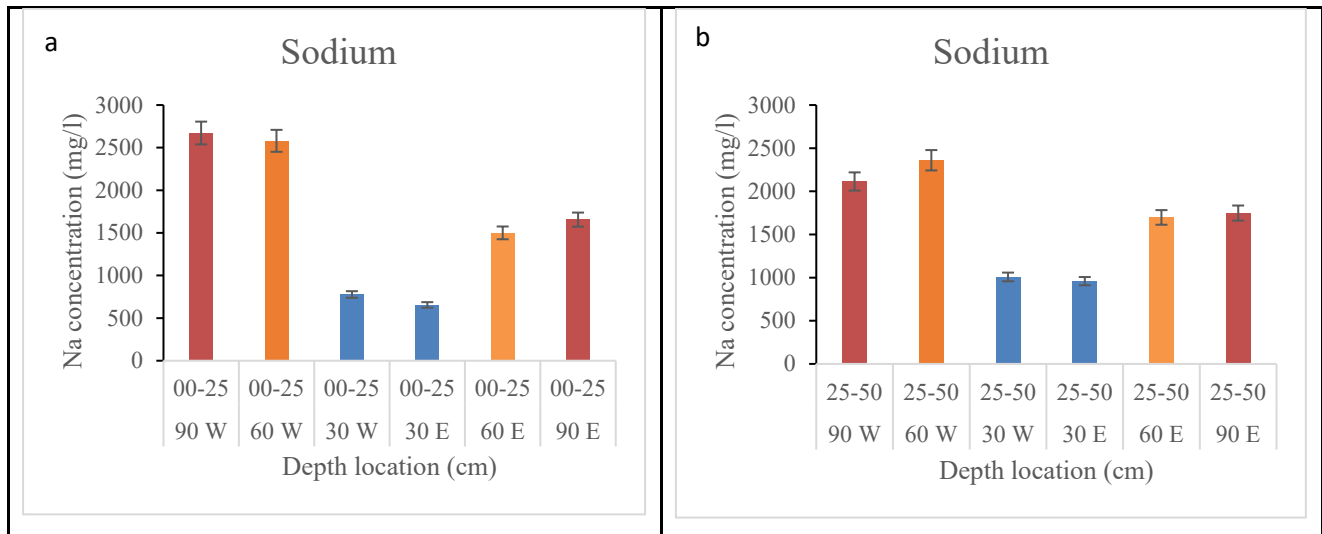 a
Sodium
Na concentration (mg/l)
3000
2500
2000
1500
1000
500
0
00-25 00-25 00-25 00-25 00-25 00-25
90 W 60 W 30 W 30 E 60 E 90 E
Depth location (cm)
b
Sodium
Na concentration (mg/l)
3000
2500
2000
1500
1000
500
0
25-50 25-50 25-50 25-50 25-50 25-50
90 W 60 W 30 W 30 E 60 E 90 E
Depth location (cm)